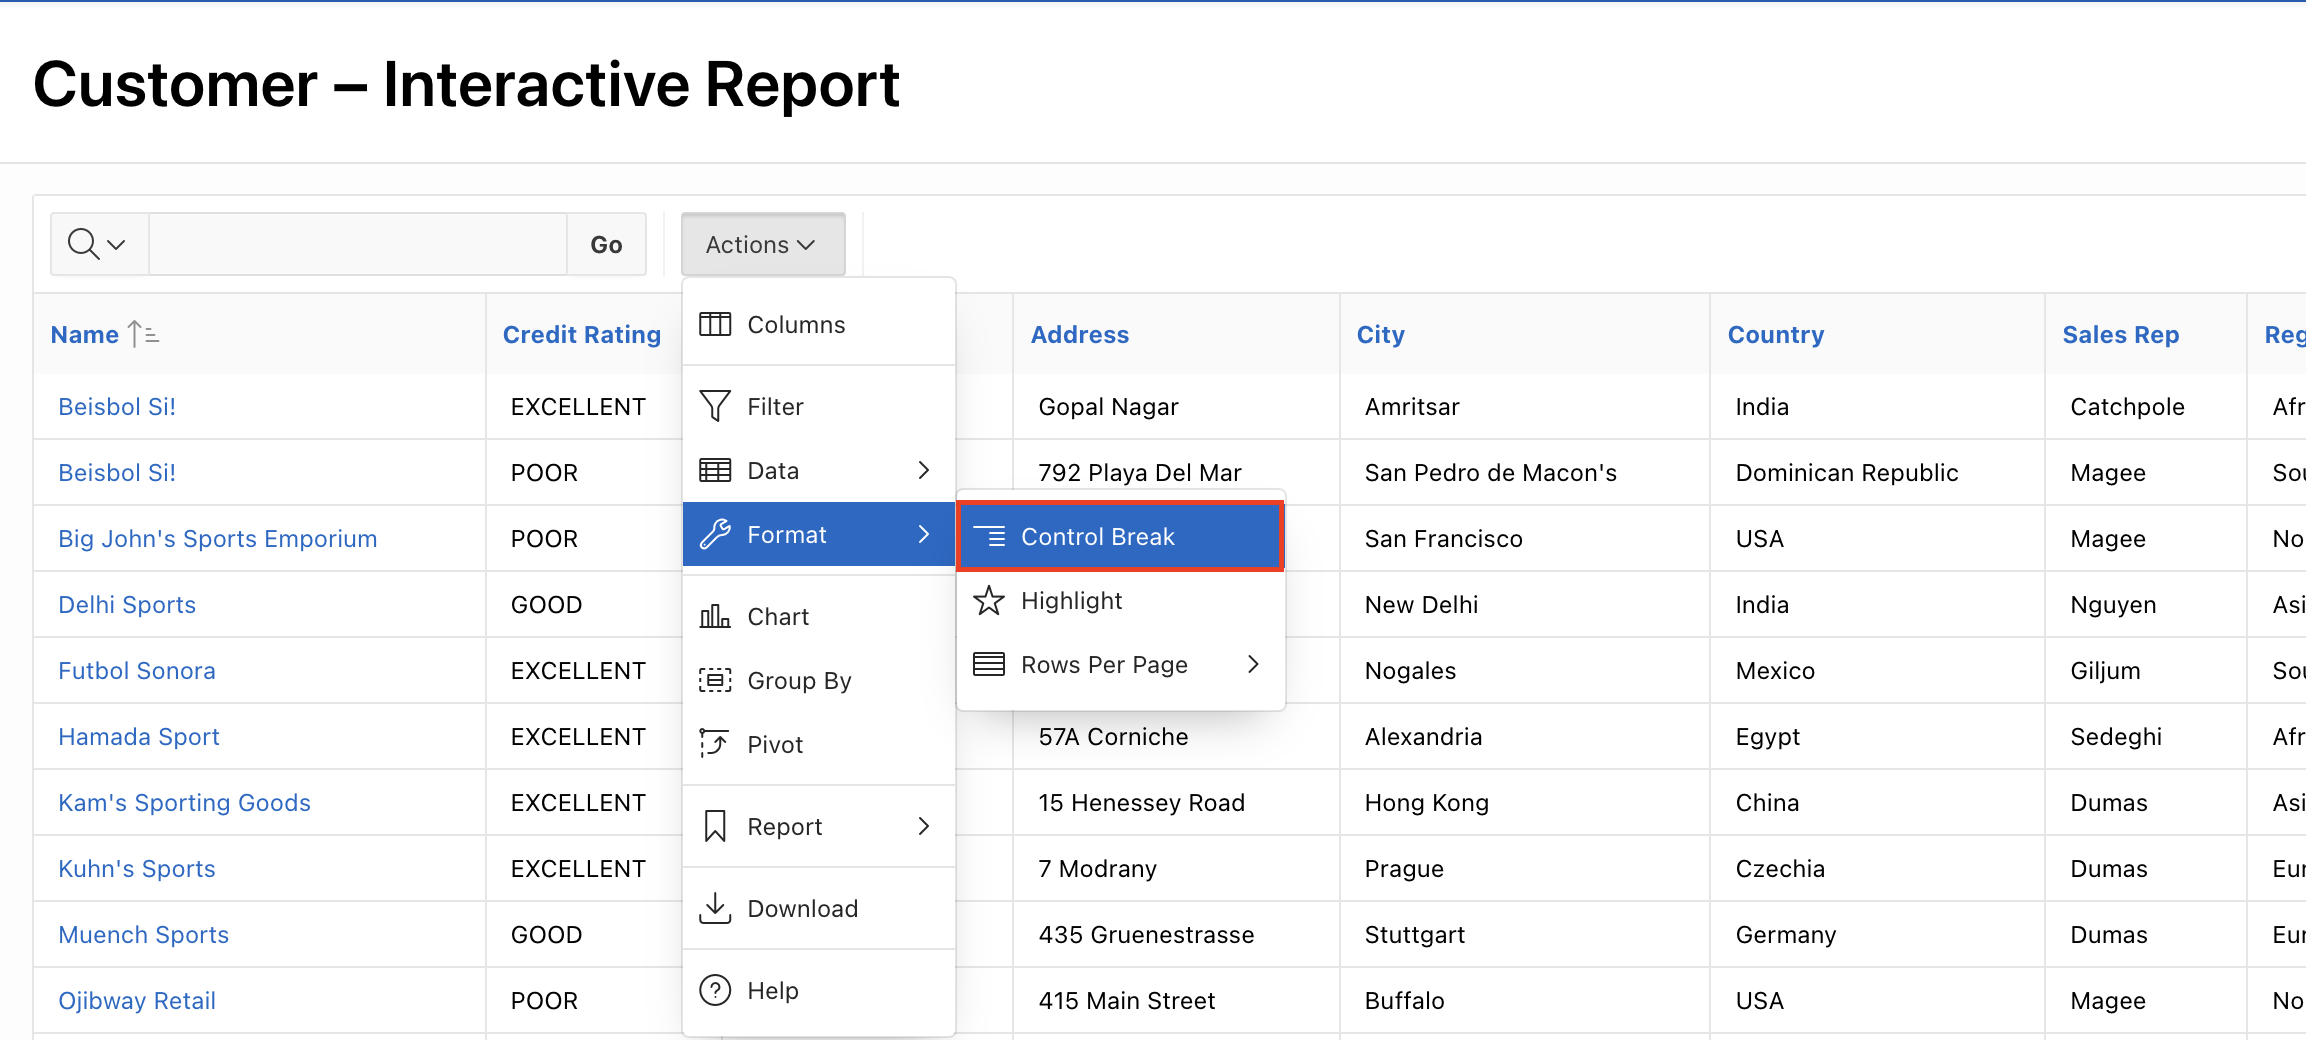 Customer – Interactive Report
Go
Actions
Name Credit Rating Address City Country Sales Rep Reg
Columns
Filter
Data
Format
Chart
Group By
Pivot
Report
Download
Help
Control Break
Highlight
Rows Per Page
Beisbol Si! EXCELLENT Gopal Nagar Amritsar India Catchpole Afr
Beisbol Si! POOR 792 Playa Del Mar San Pedro de Macon's Dominican Republic Magee Sou
Big John's Sports Emporium POOR San Francisco USA Magee No
Delhi Sports GOOD New Delhi India Nguyen Asi
Futbol Sonora EXCELLENT Nogales Mexico Giljum Sou
Hamada Sport EXCELLENT 57A Corniche Alexandria Egypt Sedeghi Afr
Kam's Sporting Goods EXCELLENT 15 Henessey Road Hong Kong China Dumas Asi
Kuhn's Sports EXCELLENT 7 Modrany Prague Czechia Dumas Eur
Muench Sports GOOD 435 Gruenestrasse Stuttgart Germany Dumas Eur
Ojibway Retail POOR 415 Main Street Buffalo USA Magee No